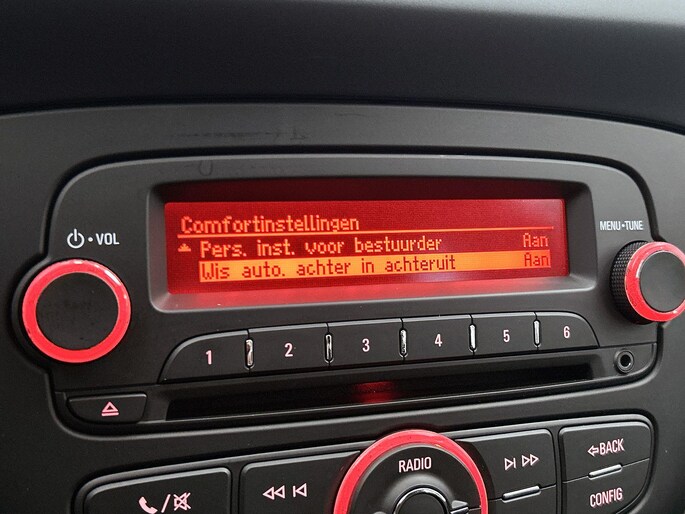 Comfortinstellingen
Pers. inst. voor bestuurder Aan
Wis auto. achter in achteruit Aan
VOL
MENU•TUNE
1 2 3 4 5 6
RADIO
BACK
CONFIG